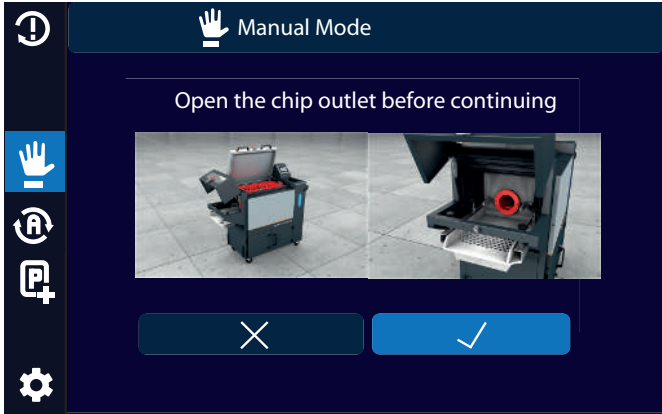 Manual Mode
Open the chip outlet before continuing
A
P